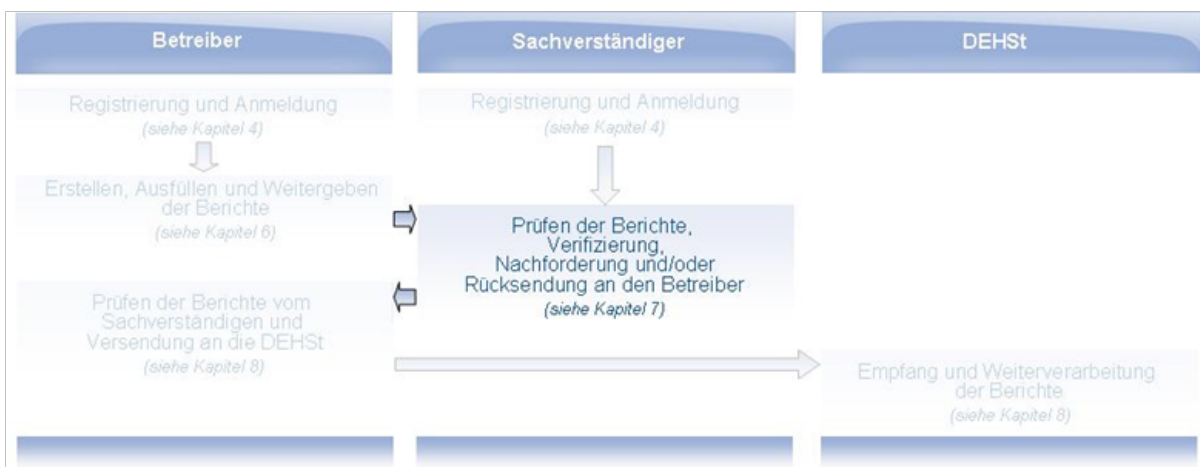 Betreiber
Sachverständiger
DEHSt
Registrierung und Anmeldung
(siehe Kapitel 4)
Registrierung und Anmeldung
(siehe Kapitel 4)
Erstellen, Ausfüllen und Weitergeben
der Berichte
(siehe Kapitel 6)
Prüfen der Berichte,
Verifizierung,
Nachforderung und/oder
Rücksendung an den Betreiber
(siehe Kapitel 7)
Prüfen der Berichte vom
Sachverständigen und
Versendung an die DEHSt
(siehe Kapitel 8)
Empfang und Weiterverarbeitung
der Berichte
(siehe Kapitel 8)